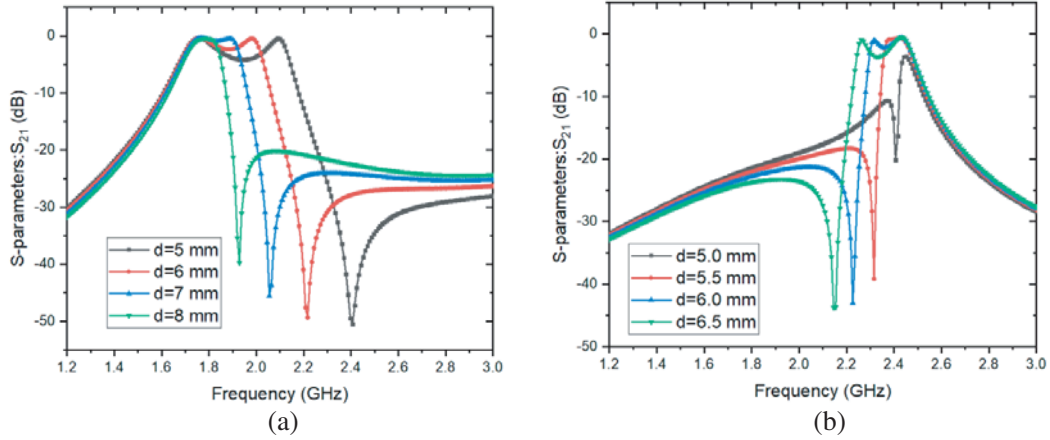 0
-10
-20
-30
-40
-50
S-parameters:S21 (dB)
d=5 mm
d=6 mm
d=7 mm
d=8 mm
1.2 1.4 1.6 1.8 2.0 2.2 2.4 2.6 2.8 3.0
Frequency (GHz)
(a)
0
-10
-20
-30
-40
-50
S-parameters:S21 (dB)
d=5.0 mm
d=5.5 mm
d=6.0 mm
d=6.5 mm
1.2 1.4 1.6 1.8 2.0 2.2 2.4 2.6 2.8 3.0
Frequency (GHz)
(b)